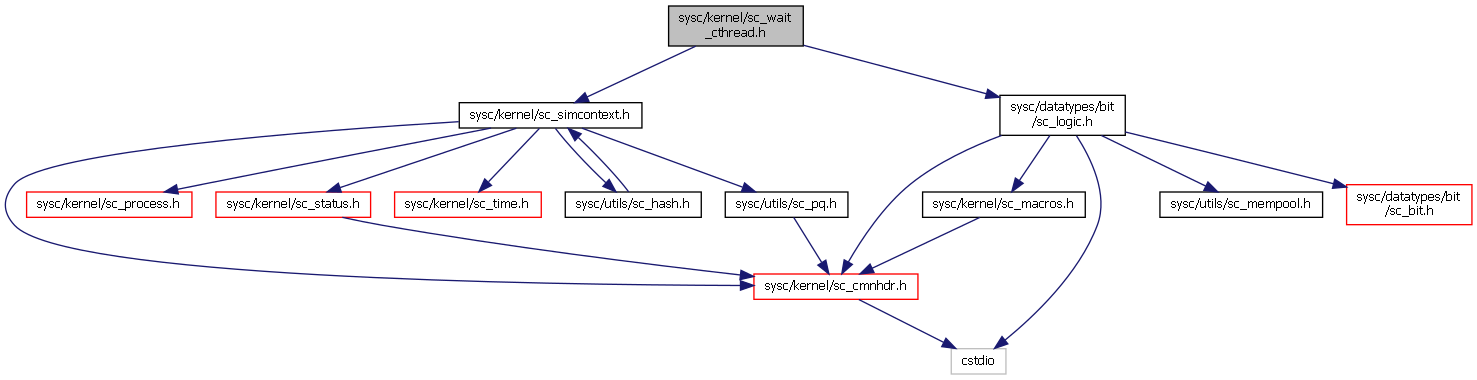 sysc/kernel/sc_wait
_cthread.h
sysc/kernel/sc_simcontext.h
sysc/datatypes/bit
/sc_logic.h
sysc/kernel/sc_process.h
sysc/kernel/sc_status.h
sysc/kernel/sc_time.h
sysc/utils/sc_hash.h
sysc/utils/sc_pq.h
sysc/kernel/sc_macros.h
sysc/utils/sc_mempool.h
sysc/datatypes/bit
/sc_bit.h
sysc/kernel/sc_cmnhdr.h
cstdio